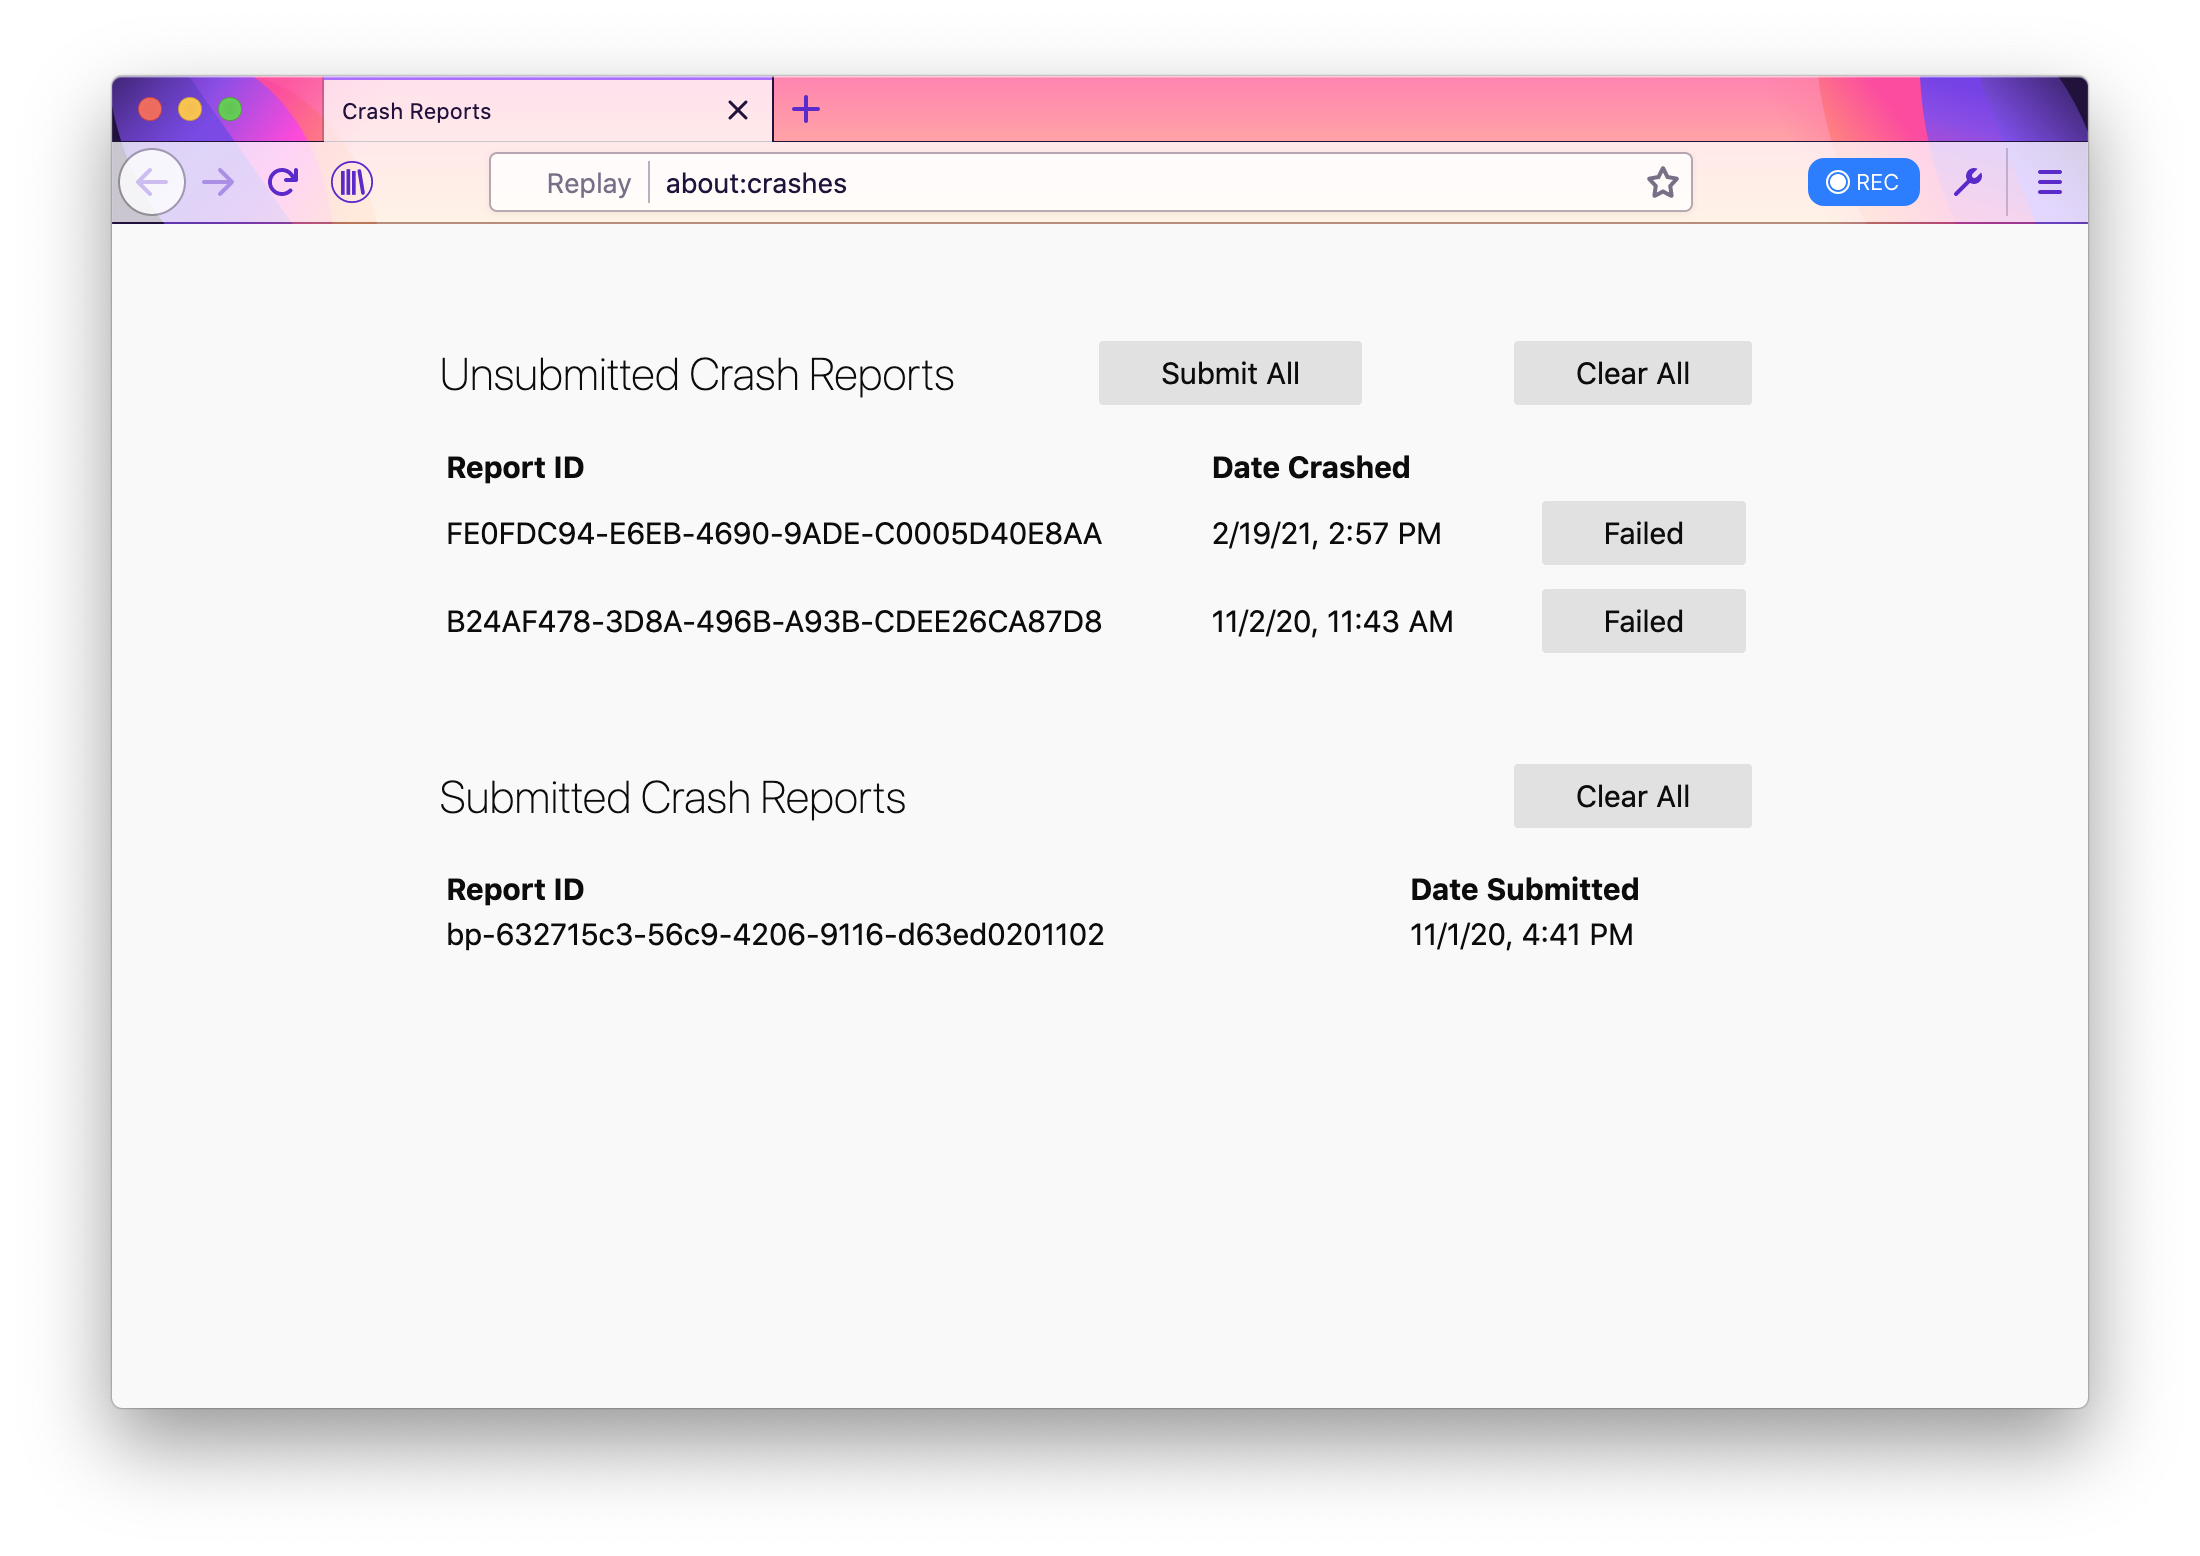 Crash Reports
Replay about:crashes
REC
Unsubmitted Crash Reports Submit All Clear All
Report ID Date Crashed
FE0FDC94-E6EB-4690-9ADE-C0005D40E8AA 2/19/21, 2:57 PM Failed
B24AF478-3D8A-496B-A93B-CDEE26CA87D8 11/2/20, 11:43 AM Failed
Submitted Crash Reports Clear All
Report ID Date Submitted
bp-632715c3-56c9-4206-9116-d63ed0201102 11/1/20, 4:41 PM